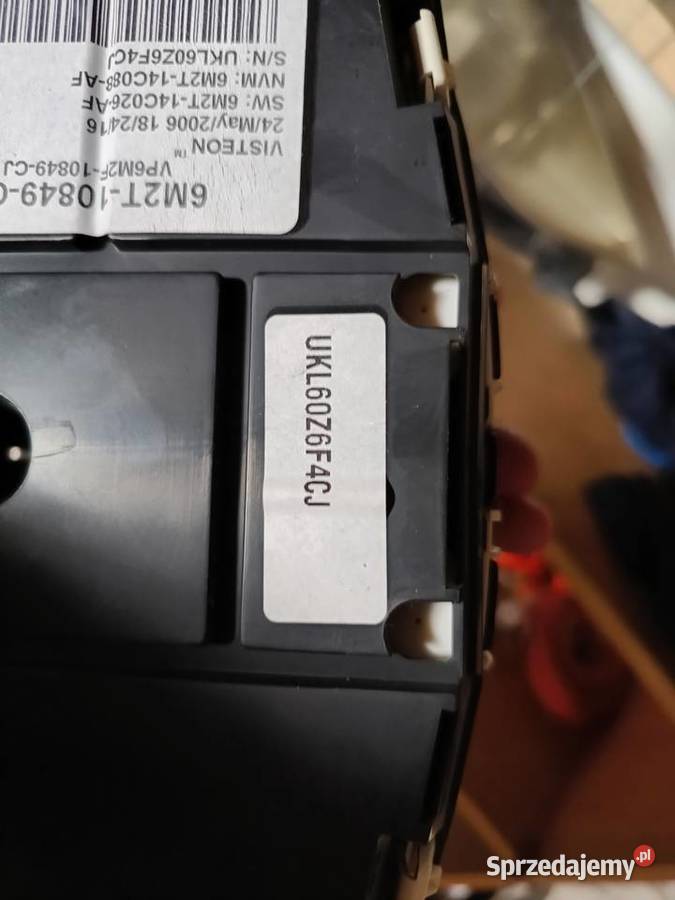 6M2T-10849-C
VP6M2F-10849-CJ
VISTEON™
24/May/2006 18/24/16
SW: 6M2T-14C026-AF
NVM: 6M2T-14C088-AF
S/N: UKL60Z6F4CJ
UKL60Z6F4CJ
Sprzedajemy.pl